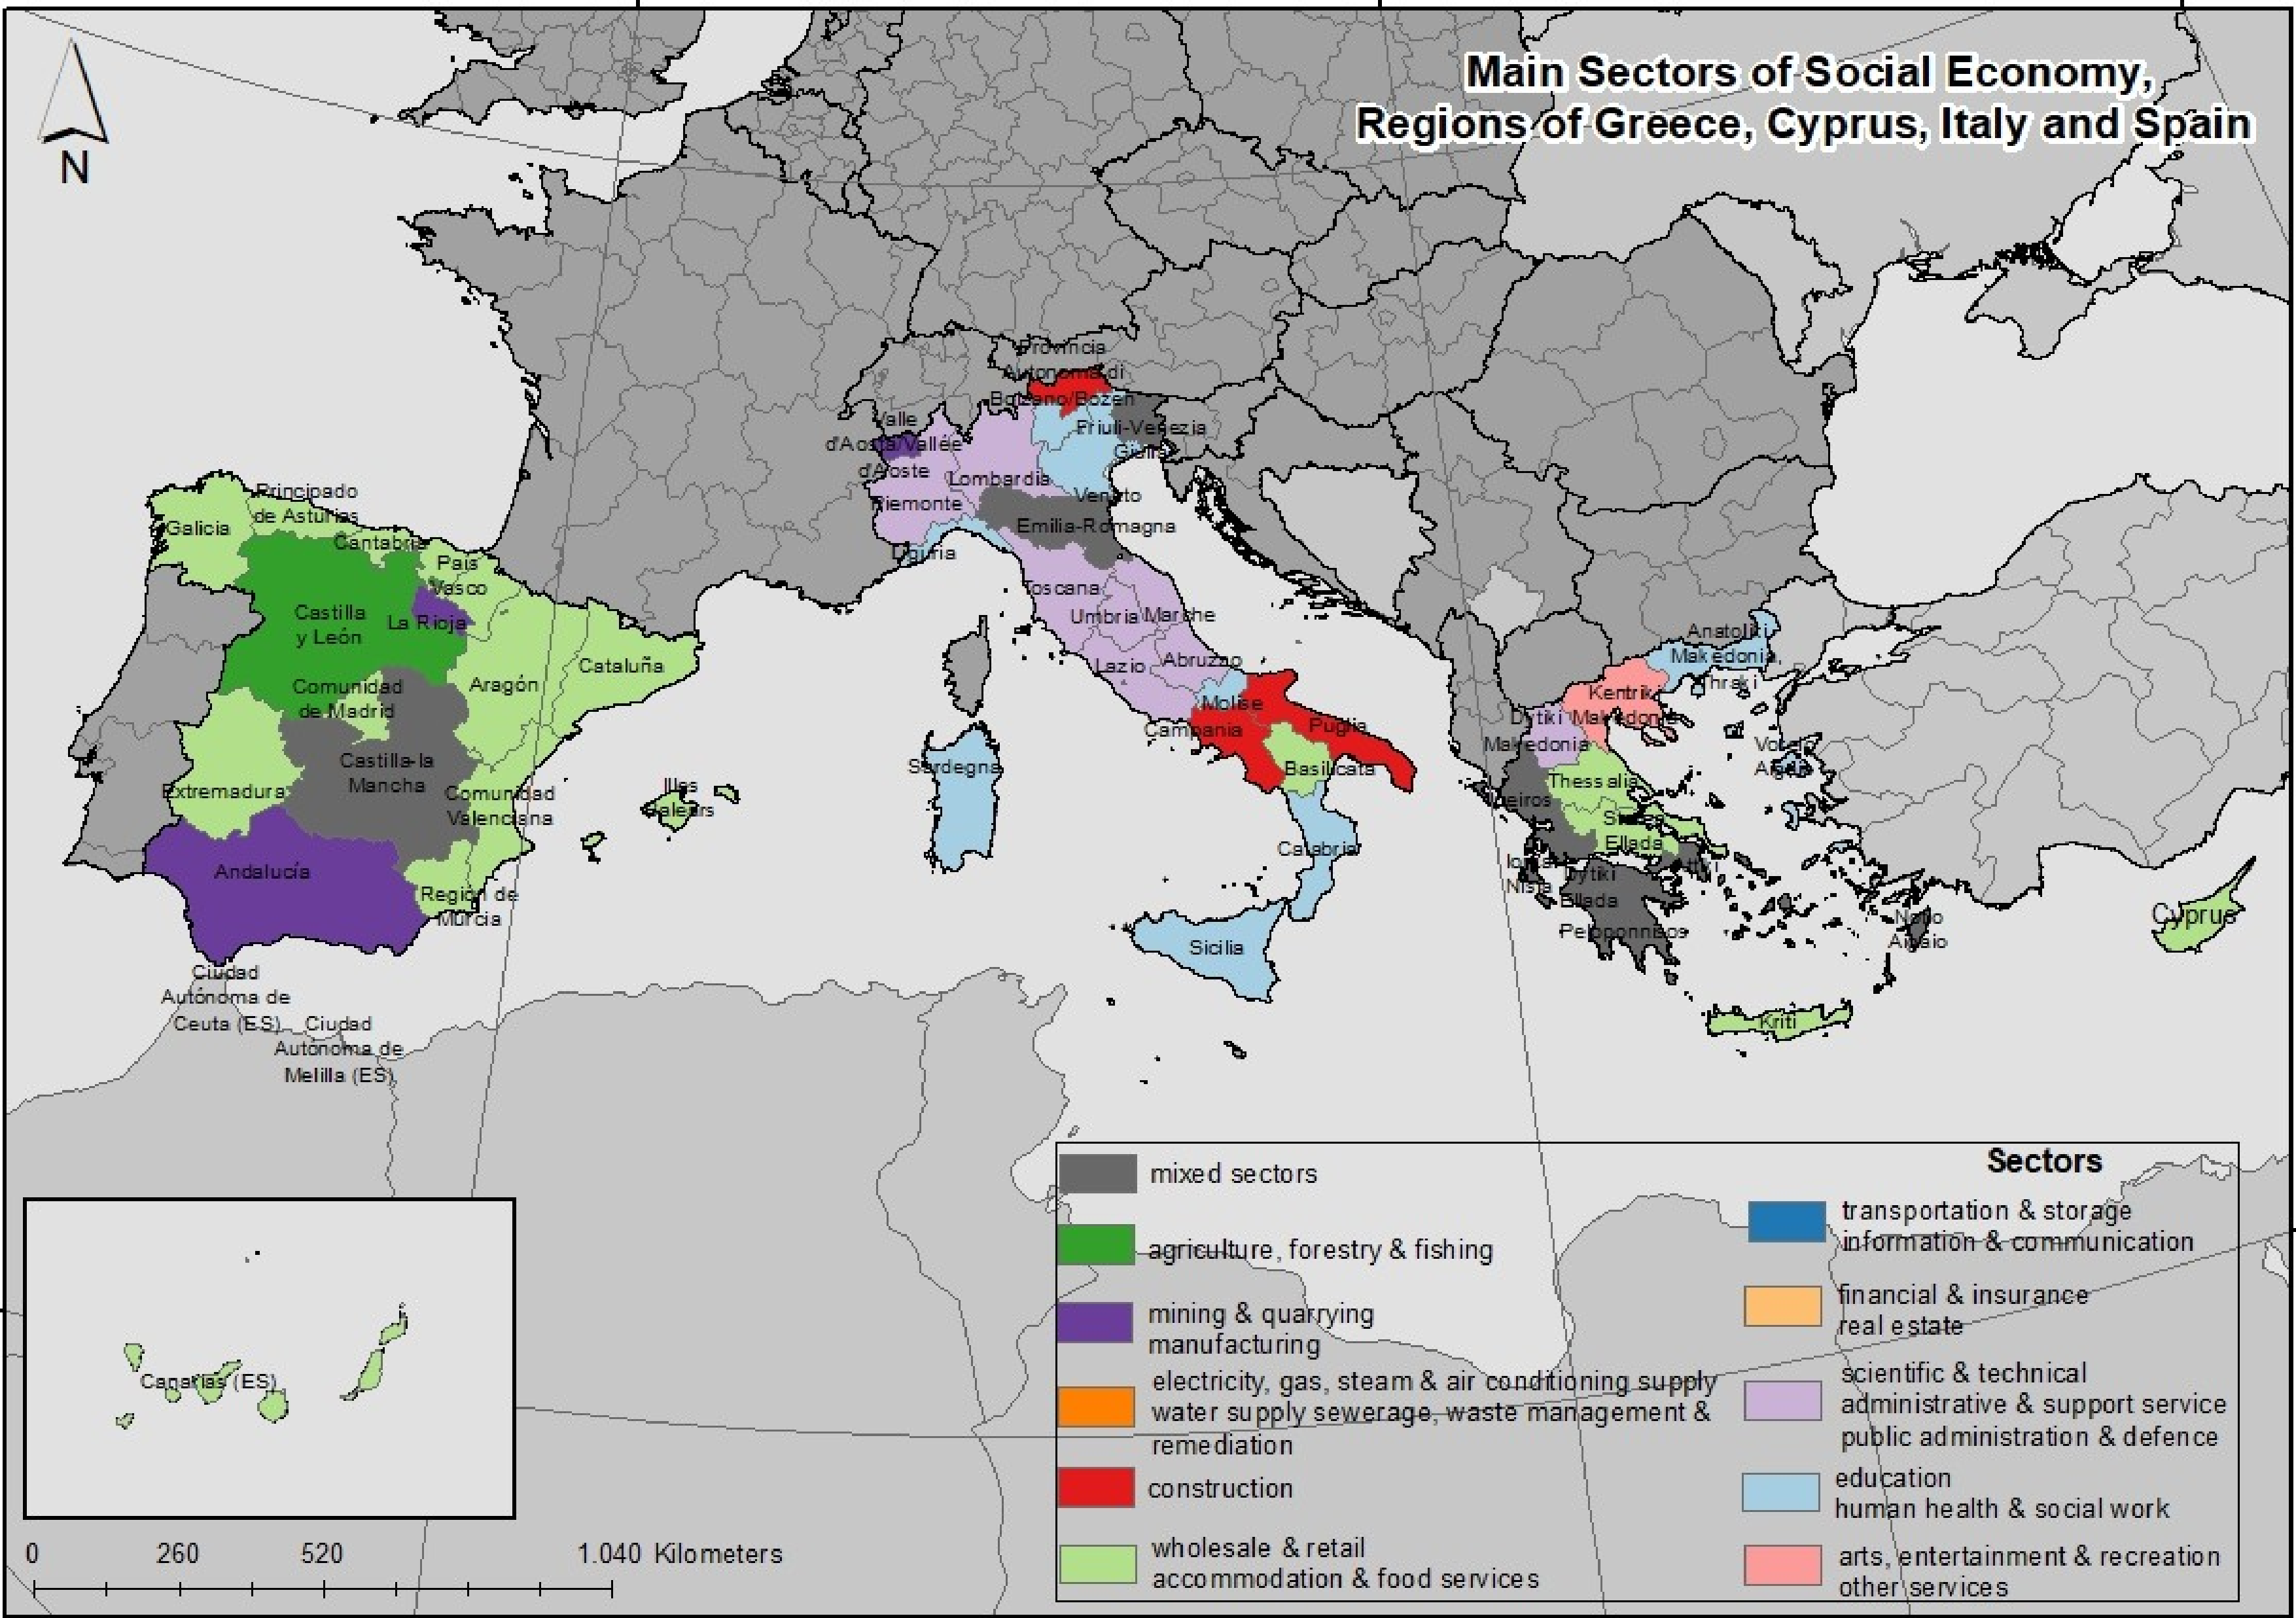 Main Sectors of Social Economy,
Regions of Greece, Cyprus, Italy and Spain
N
Provincia
Autonoma di
Bolzano/Bozen
Valle
d'Aosta/Vallée
d'Aoste
Friuli-Venezia
Giulia
Lombardia
Piemonte
Veneto
Emilia-Romagna
Liguria
Toscana
Umbria
Marche
Lazio
Abruzzo
Molise
Campania
Puglia
Basilicata
Sardegna
Calabria
Sicilia
Galicia
Principado
de Asturias
Cantabria
País
Vasco
Castilla
y León
La Rioja
Cataluña
Aragón
Comunidad
de Madrid
Castilla-la
Mancha
Extremadura
Comunidad
Valenciana
Illes
Balears
Andalucía
Región de
Murcia
Ciudad
Autónoma de
Ceuta (ES)
Ciudad
Autónoma de
Melilla (ES)
Anatoliki
Makedonia,
Thraki
Kentriki
Makedonia
Dytiki
Makedonia
Voreio
Aigaio
Thessalia
Ipeiros
Sterea
Ellada
Attiki
Ionia
Nisia
Dytiki
Ellada
Peloponnisos
Notio
Aigaio
Kriti
Cyprus
Canarias (ES)
0 260 520 1.040 Kilometers
Sectors
mixed sectors
agriculture, forestry & fishing
mining & quarrying
manufacturing
electricity, gas, steam & air conditioning supply
water supply sewerage, waste management &
remediation
construction
wholesale & retail
accommodation & food services
transportation & storage
information & communication
financial & insurance
real estate
scientific & technical
administrative & support service
public administration & defence
education
human health & social work
arts, entertainment & recreation
other services